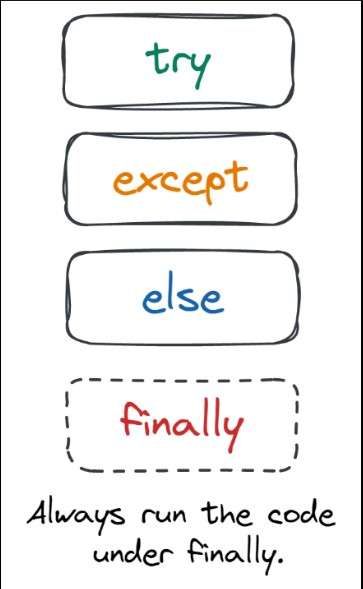 try
except
else
finally
Always run the code
under finally.